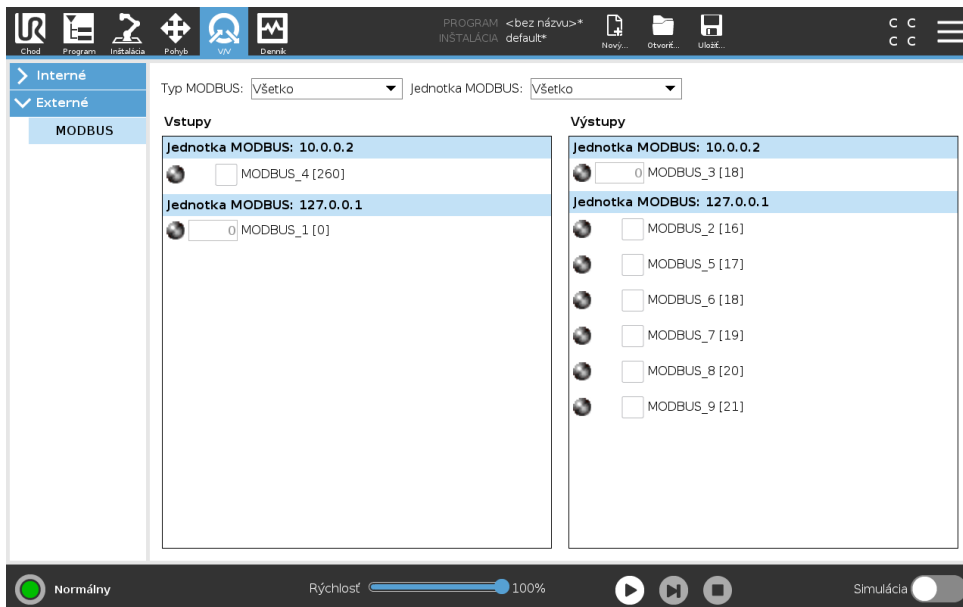 UR
PROGRAM <bez názvu>*
INŠTALÁCIA default*
Chod Program Inštalácia Pohyb V/V Denník Nový... Otvoriť... Uložiť...
C C
C C
Interné
Externé
MODBUS
Typ MODBUS: Všetko Jednotka MODBUS: Všetko
Vstupy
Jednotka MODBUS: 10.0.0.2
MODBUS_4 [260]
Jednotka MODBUS: 127.0.0.1
0 MODBUS_1 [0]
Výstupy
Jednotka MODBUS: 10.0.0.2
0 MODBUS_3 [18]
Jednotka MODBUS: 127.0.0.1
MODBUS_2 [16]
MODBUS_5 [17]
MODBUS_6 [18]
MODBUS_7 [19]
MODBUS_8 [20]
MODBUS_9 [21]
Normálny Rýchlosť 100% Simulácia